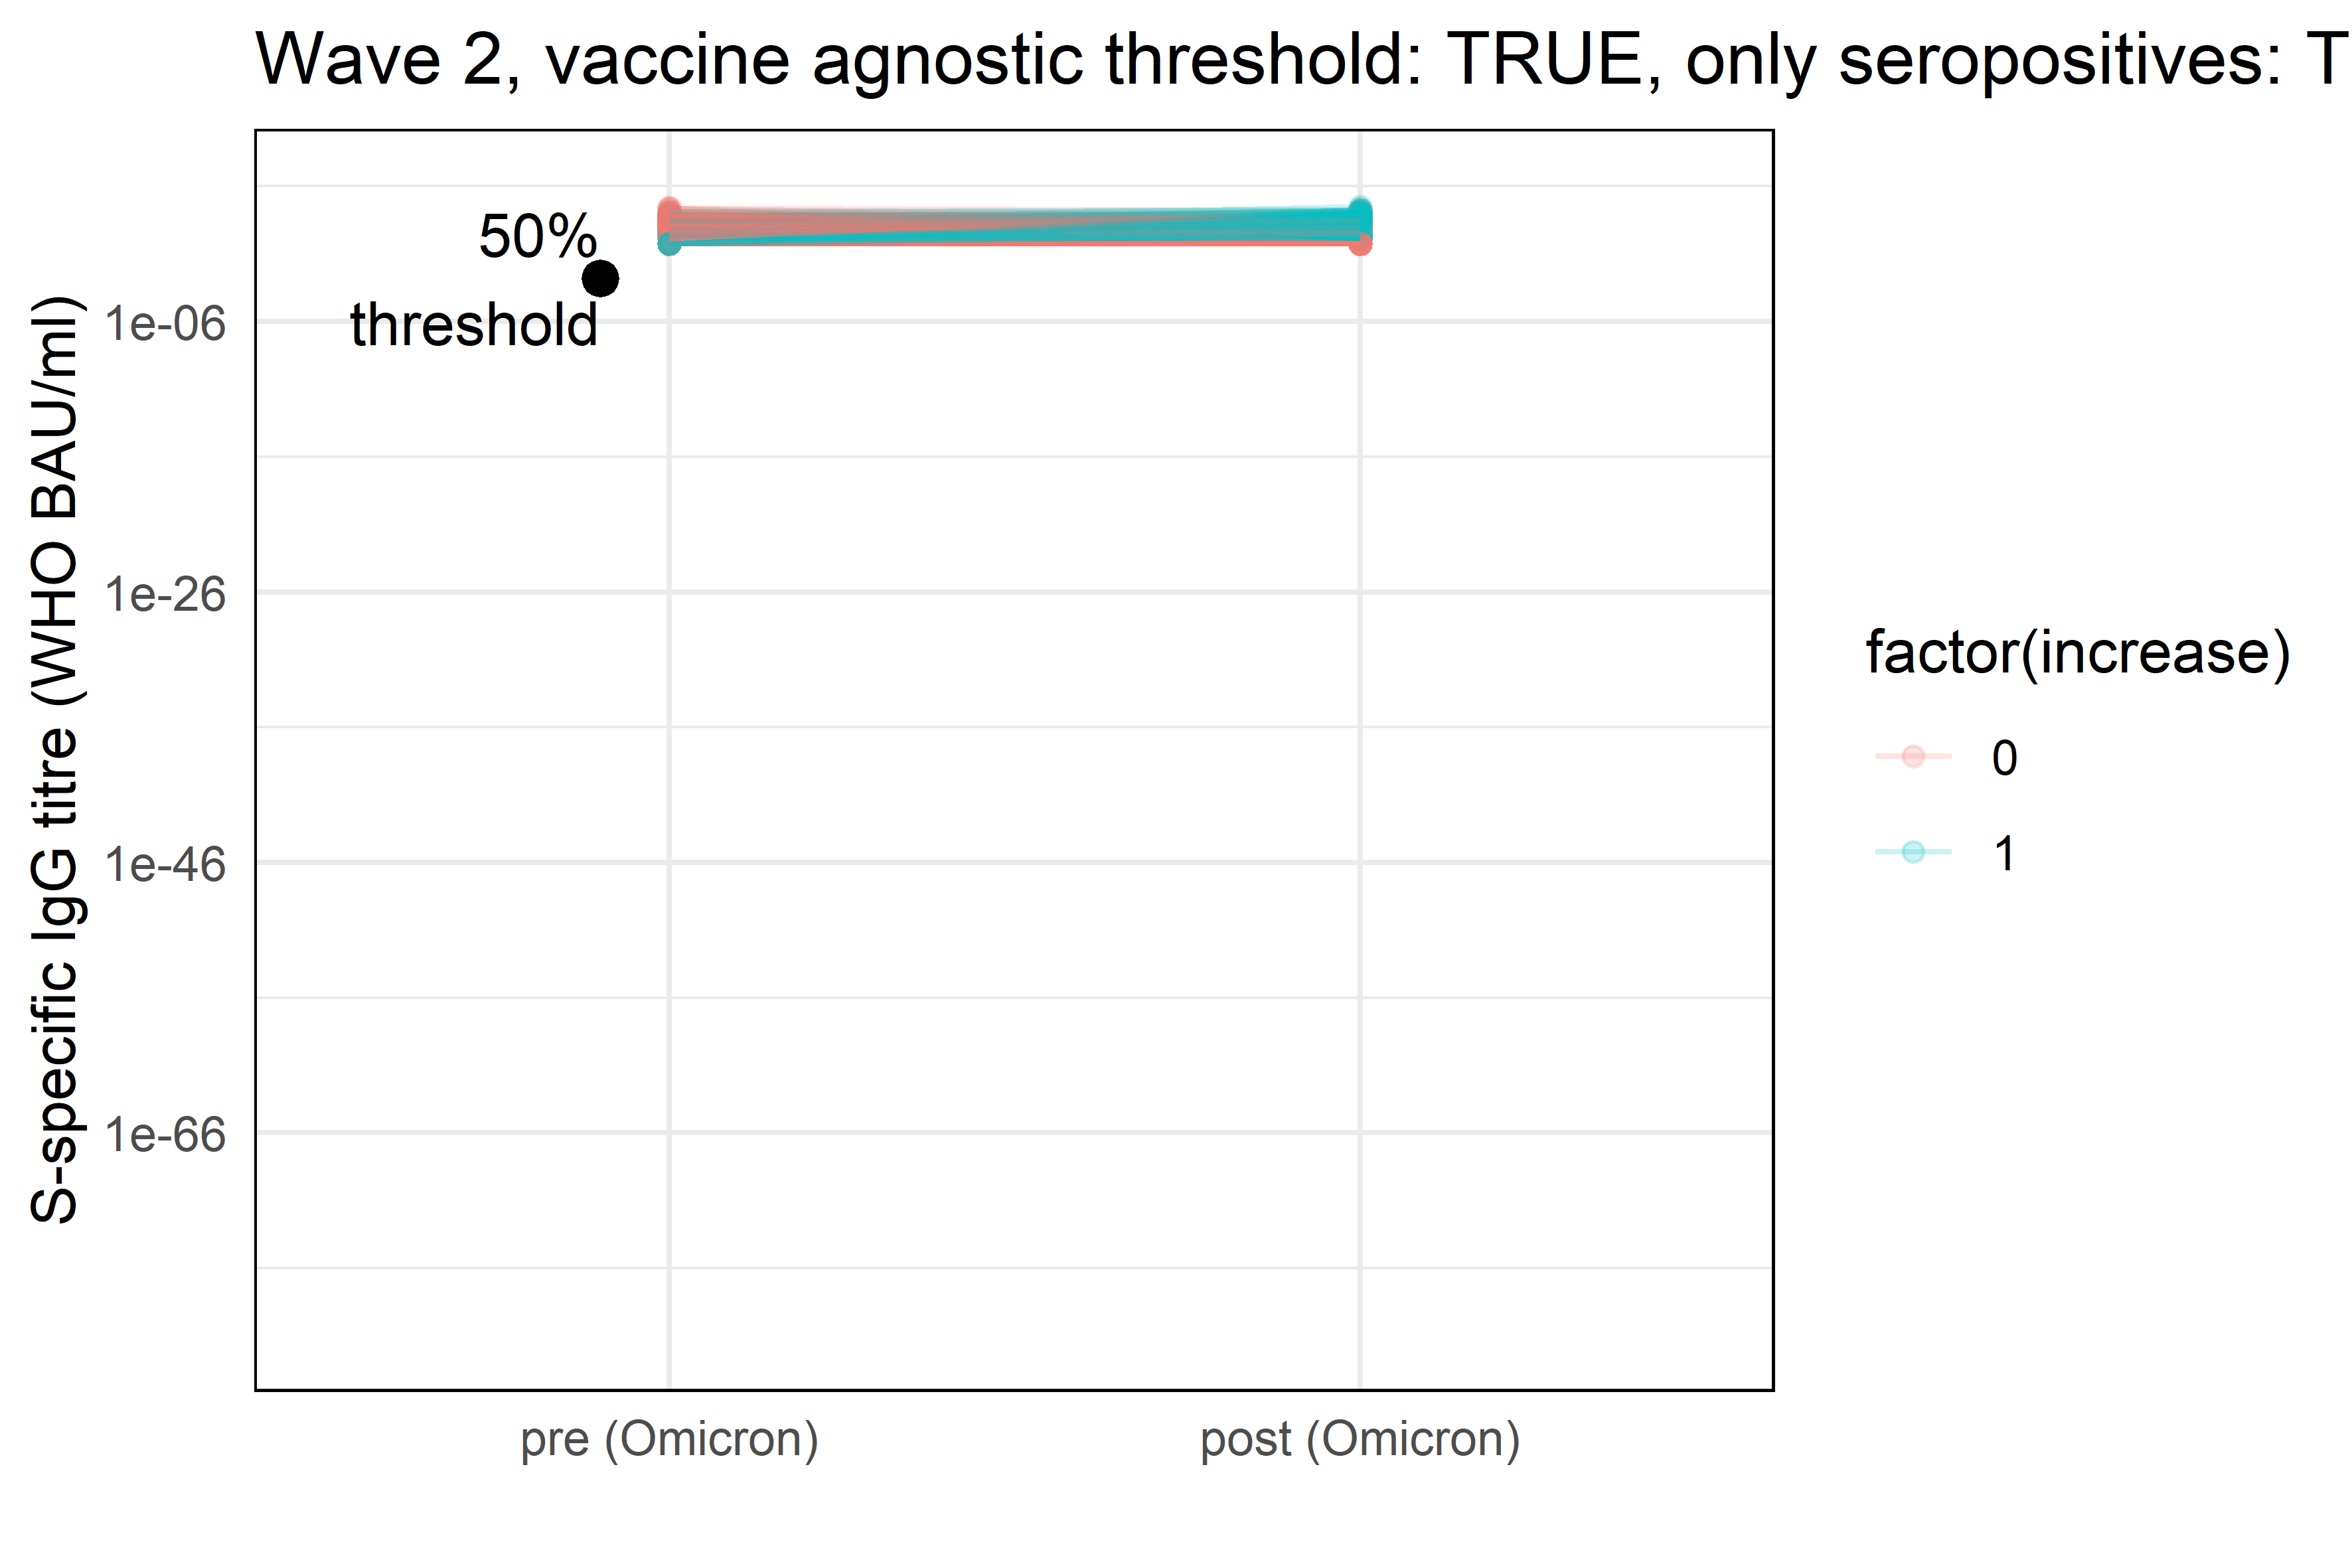 Wave 2, vaccine agnostic threshold: TRUE, only seropositives: T
50%
threshold
S-specific IgG titre (WHO BAU/ml)
1e-06
1e-26
1e-46
1e-66
pre (Omicron)
post (Omicron)
factor(increase)
0
1